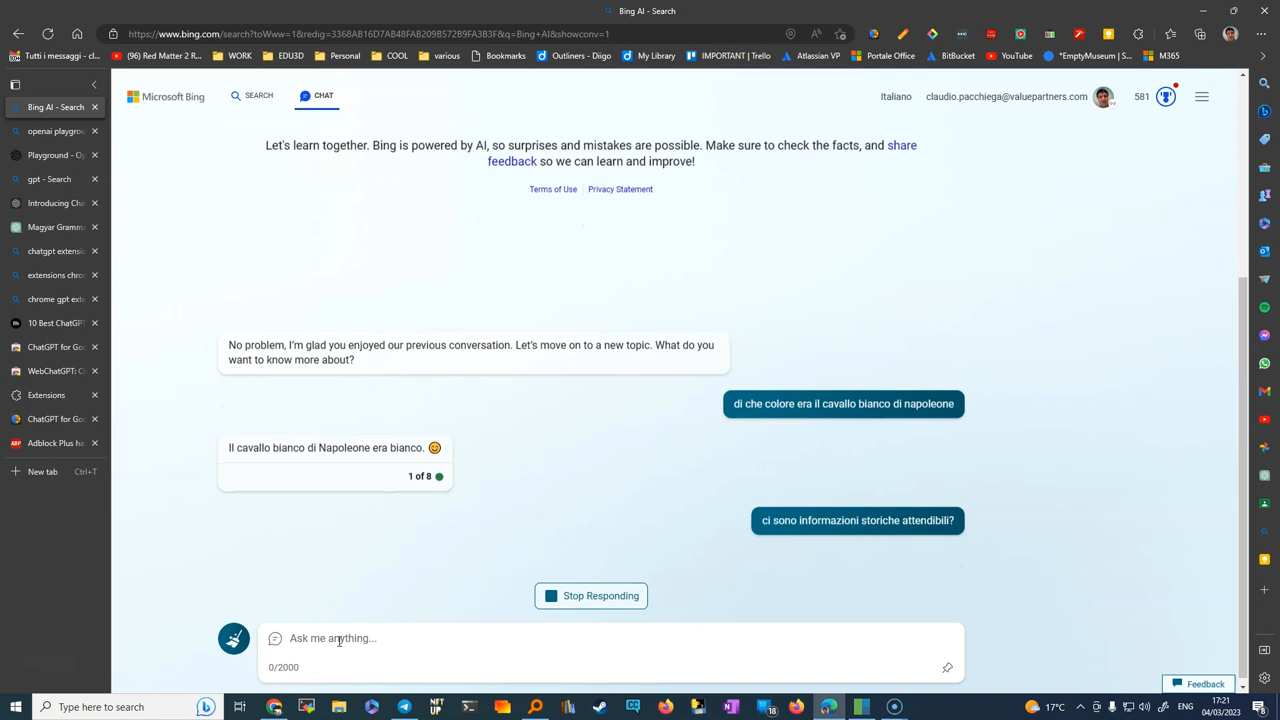 Bing AI - Search
https://www.bing.com/search?toWww=1&redig=3368AB16D7AB48FAB209B572B9FA3B3F&q=Bing+AI&showconv=1
Tutti i messaggi - cl...
(96) Red Matter 2 R...
WORK
CGI3D
Personal
COOL
various
Bookmarks
Outliners - Diigo
My Library
IMPORTANT | Trello
Atlassian VP
Portale Office
BitBucket
YouTube
*EmptyMuseum | S...
M365
Bing AI - Search
openai playgroun
Playground - Op
gpt - Search
Introducing Cha
Magyar Gramma
extensions chro
chrome gpt exte
10 Best ChatGPT
ChatGPT for Go
WebChatGPT: C
Extensions
ChatGPT for Go
Adblock Plus ha
New tab Ctrl+T
Microsoft Bing
SEARCH
CHAT
Italiano
claudio.pacchiega@valuepartners.com
581
Let's learn together. Bing is powered by AI, so surprises and mistakes are possible. Make sure to check the facts, and share
feedback so we can learn and improve!
Terms of Use
Privacy Statement
No problem, I'm glad you enjoyed our previous conversation. Let's move on to a new topic. What do you
want to know more about?
di che colore era il cavallo bianco di napoleone
Il cavallo bianco di Napoleone era bianco. 😊
1 of 8
ci sono informazioni storiche attendibili?
Stop Responding
Ask me anything...
0/2000
Feedback
Type here to search
NFT
UP
18
17°C
17:21
04/03/2023